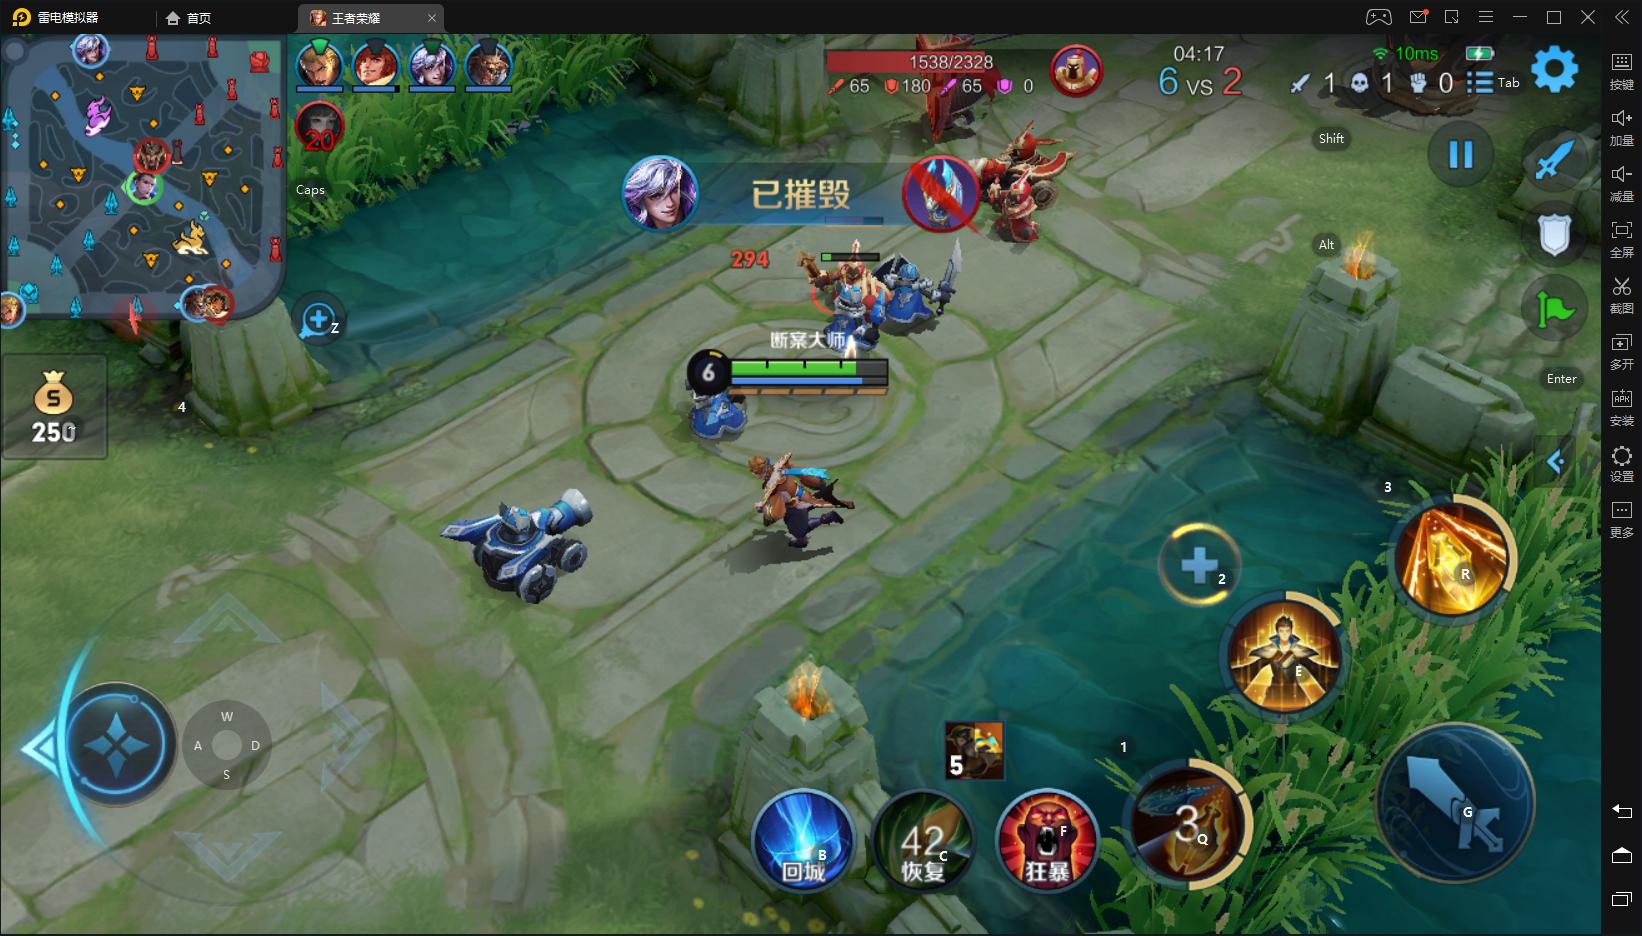 雷电模拟器
首页
王者荣耀
1538/2328
65 180 65 0
04:17
6 vs 2
10ms
1 1 0
Tab
20
Caps
Shift
已摧毁
Alt
294
Z
断案大师
6
250
4
Enter
3
2
R
E
W
A D
S
5
1
3
Q
G
B
回城
42
C
恢复
F
狂暴
按键
加量
减量
全屏
截图
多开
APK
安装
设置
更多